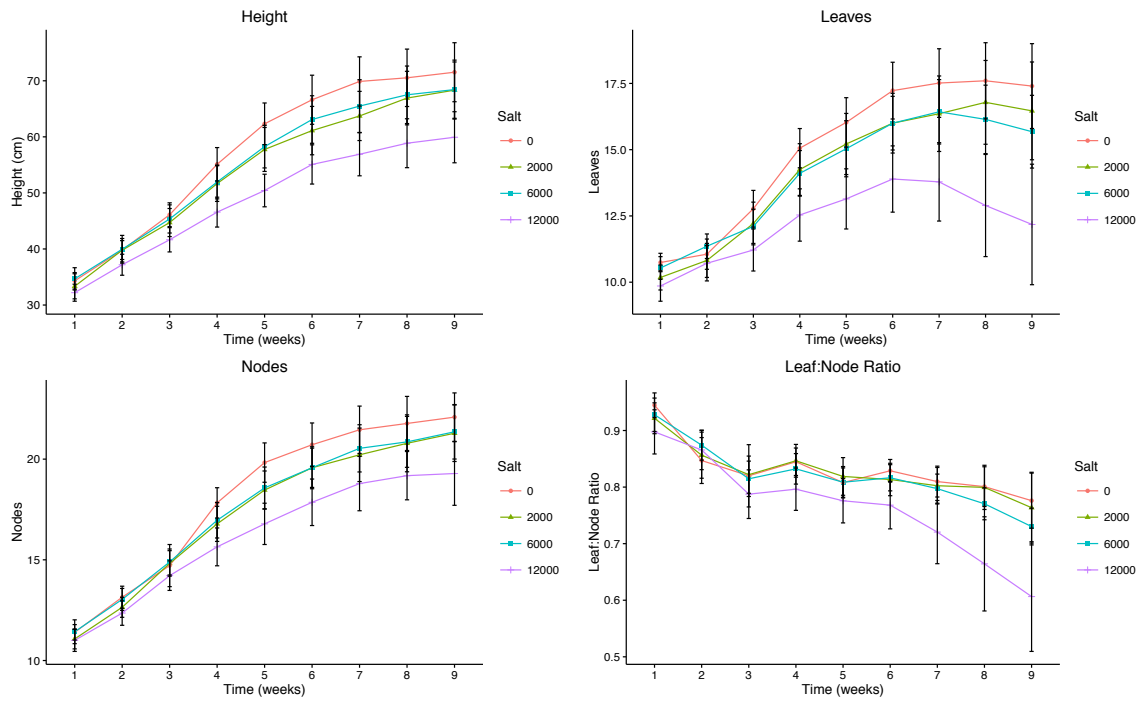 Height
70
60
50
40
30
Height (cm)
1 2 3 4 5 6 7 8 9
Time (weeks)
Salt
0
2000
6000
12000
Leaves
17.5
15.0
12.5
10.0
Leaves
1 2 3 4 5 6 7 8 9
Time (weeks)
Salt
0
2000
6000
12000
Nodes
20
15
10
Nodes
1 2 3 4 5 6 7 8 9
Time (weeks)
Salt
0
2000
6000
12000
Leaf:Node Ratio
0.9
0.8
0.7
0.6
0.5
Leaf:Node Ratio
1 2 3 4 5 6 7 8 9
Time (weeks)
Salt
0
2000
6000
12000